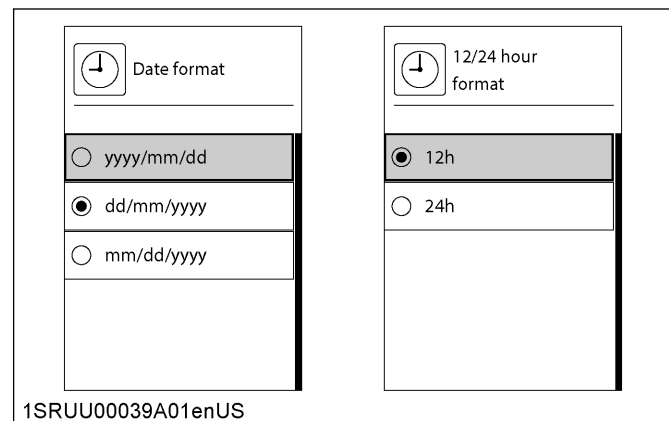 Date format
yyyy/mm/dd
dd/mm/yyyy
mm/dd/yyyy
12/24 hour
format
12h
24h
1SRUU00039A01enUS